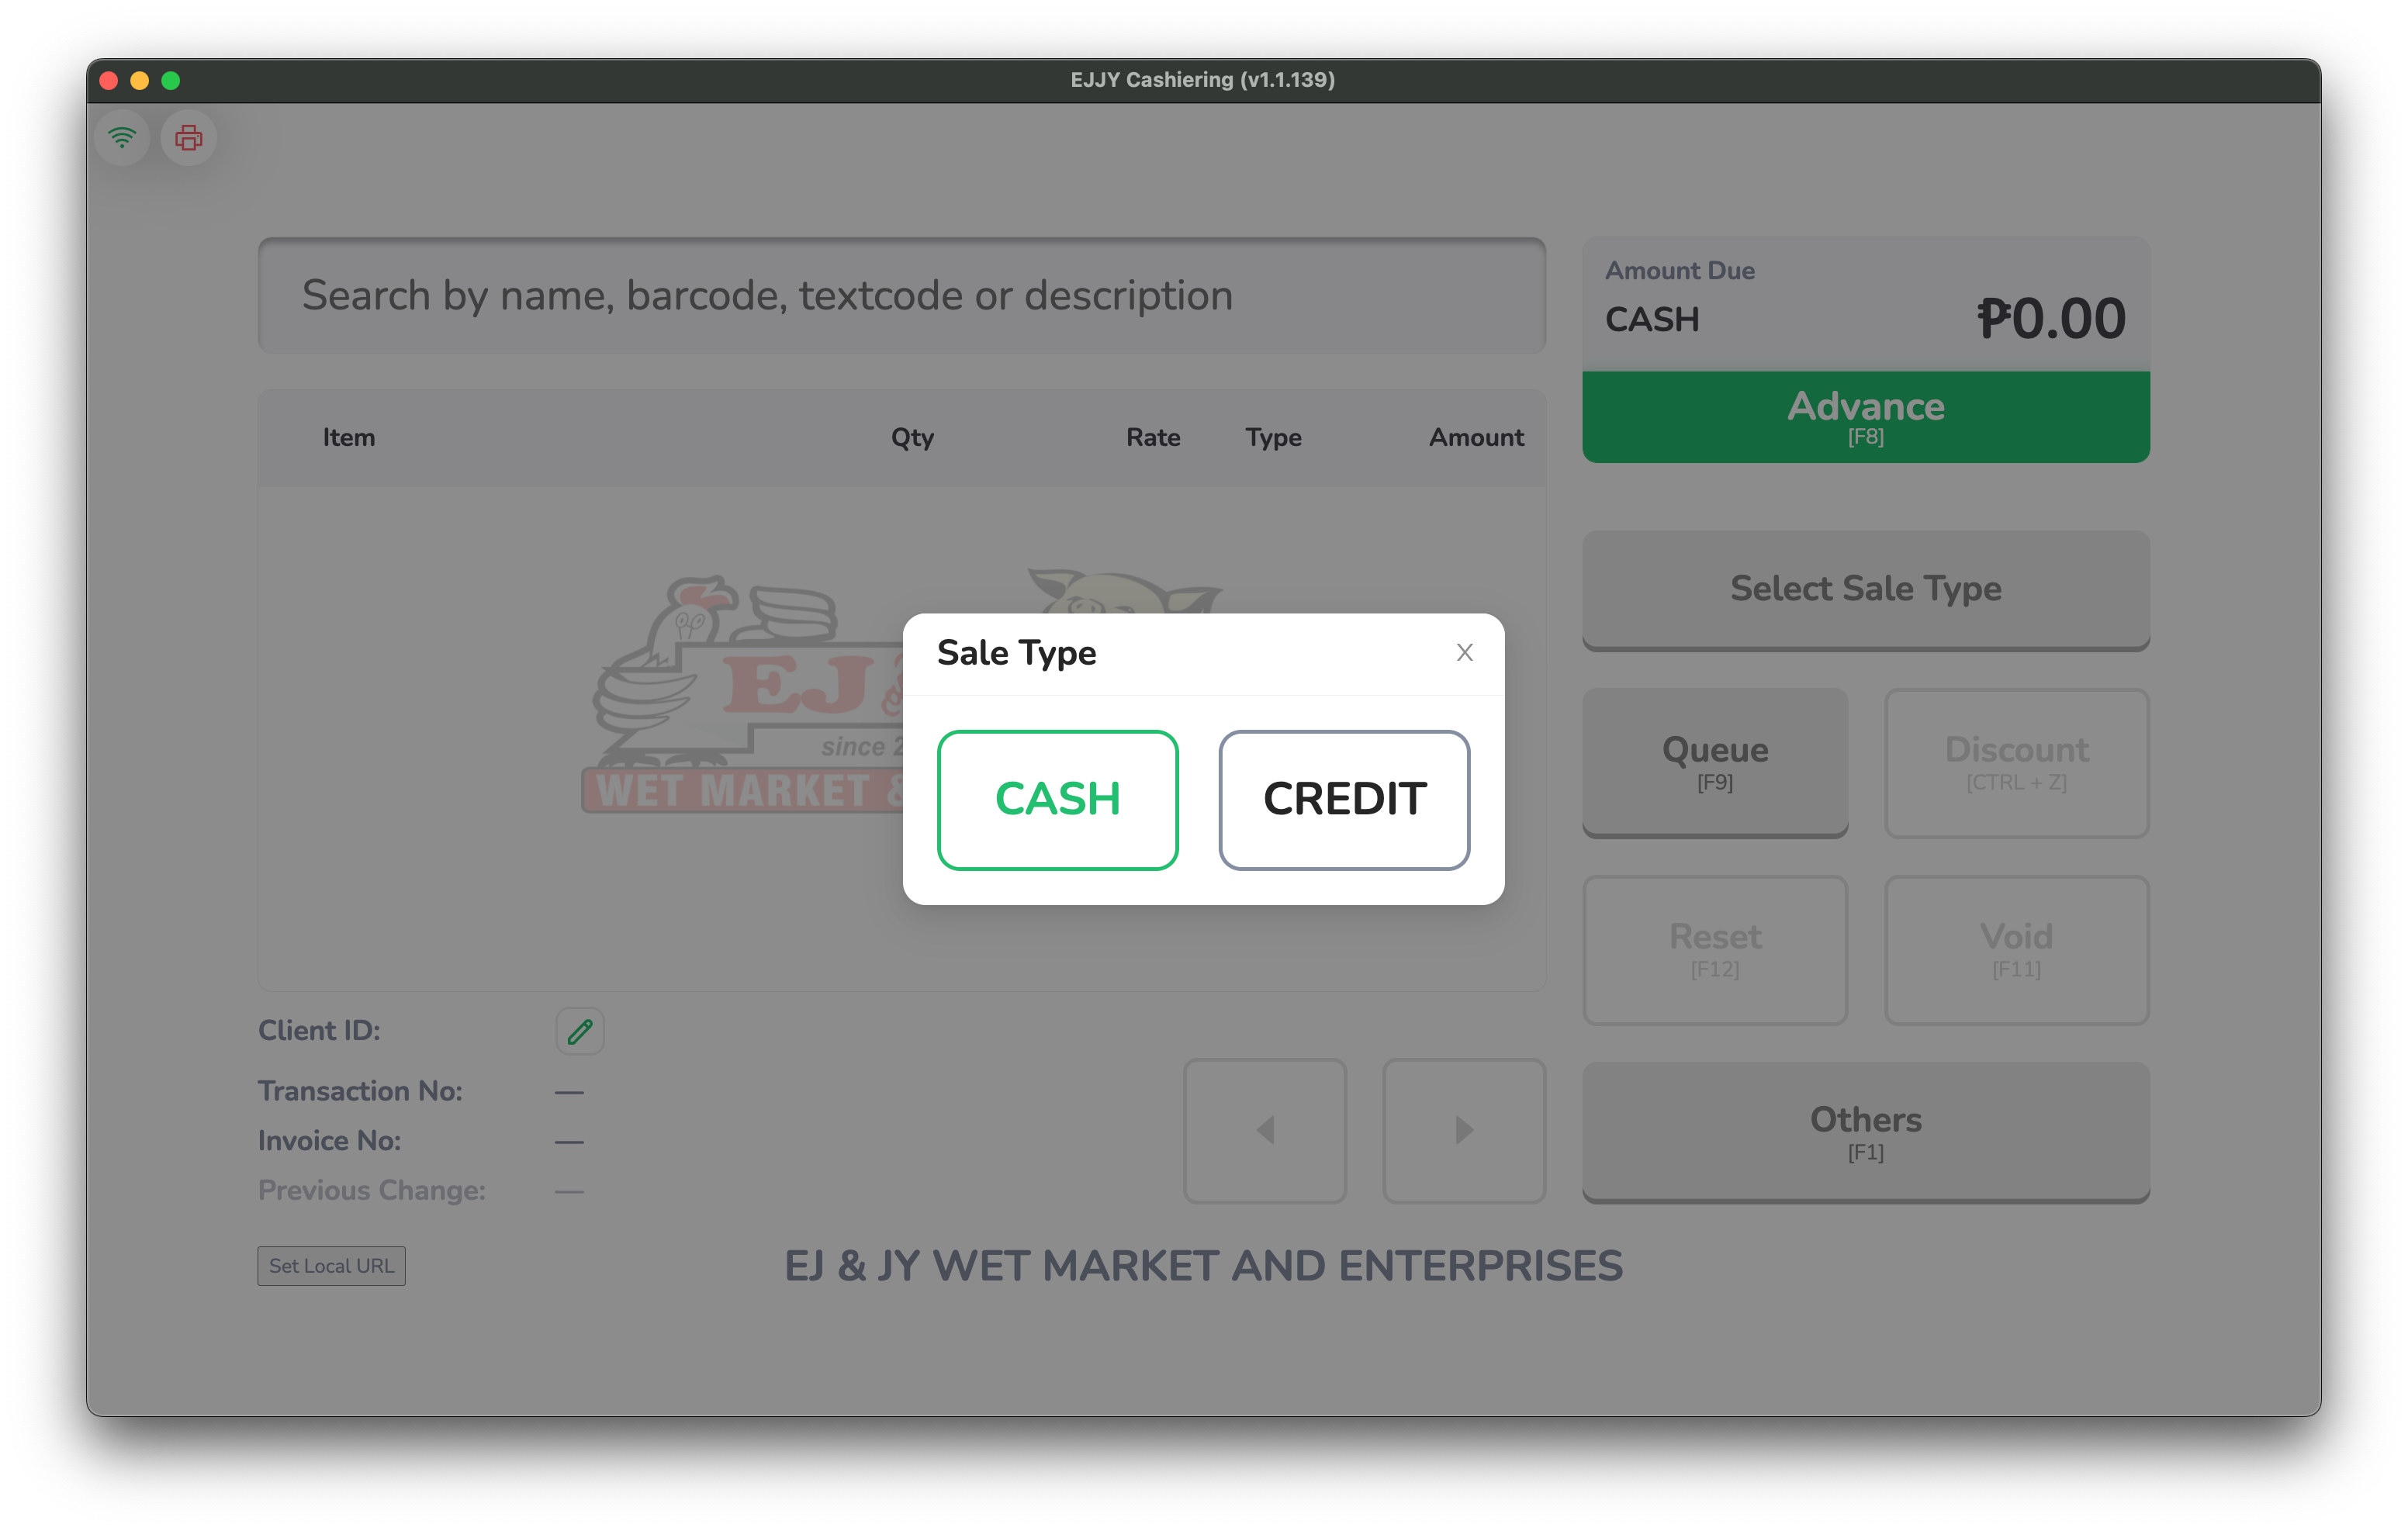 EJJY Cashiering (v1.1.139)
Search by name, barcode, textcode or description
Amount Due
CASH ₱0.00
Advance
[F8]
Item Qty Rate Type Amount
Select Sale Type
EJ
since
WET MARKET &
Sale Type X
CASH CREDIT
Queue
[F9]
Discount
[CTRL + Z]
Reset
[F12]
Void
[F11]
Client ID:
Transaction No: —
Invoice No: —
Previous Change: —
Others
[F1]
Set Local URL
EJ & JY WET MARKET AND ENTERPRISES